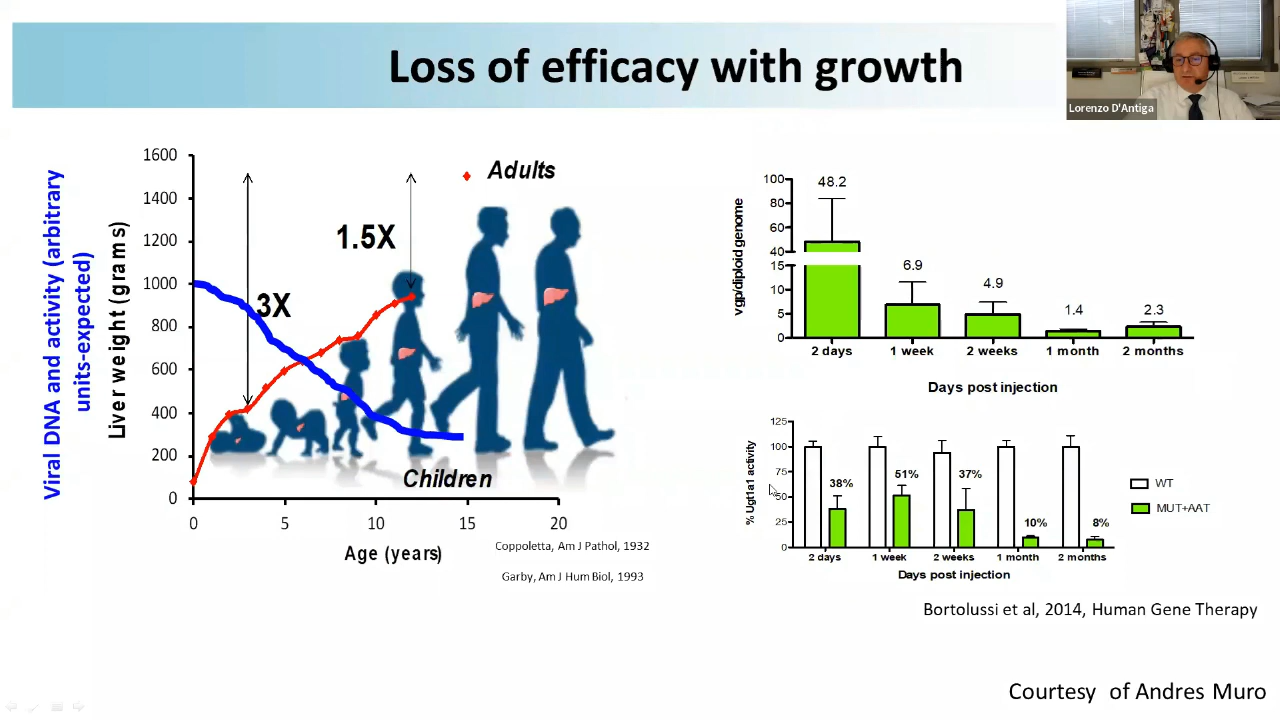 Loss of efficacy with growth
Lorenzo D'Antiga
Viral DNA and activity (arbitrary
units-expected)
Liver weight (grams)
1600
1400
1200
1000
800
600
400
200
0
0
5
10
15
20
Age (years)
Adults
1.5X
3X
Children
Coppoletta, Am J Pathol, 1932
Garby, Am J Hum Biol, 1993
vgp/diploid genome
100
80
60
40
15
10
5
0
48.2
6.9
4.9
1.4
2.3
2 days
1 week
2 weeks
1 month
2 months
Days post injection
% Ugt1a1 activity
125
100
75
50
25
0
38%
51%
37%
10%
8%
2 days
1 week
2 weeks
1 month
2 months
Days post injection
WT
MUT+AAT
Bortolussi et al, 2014, Human Gene Therapy
Courtesy of Andres Muro